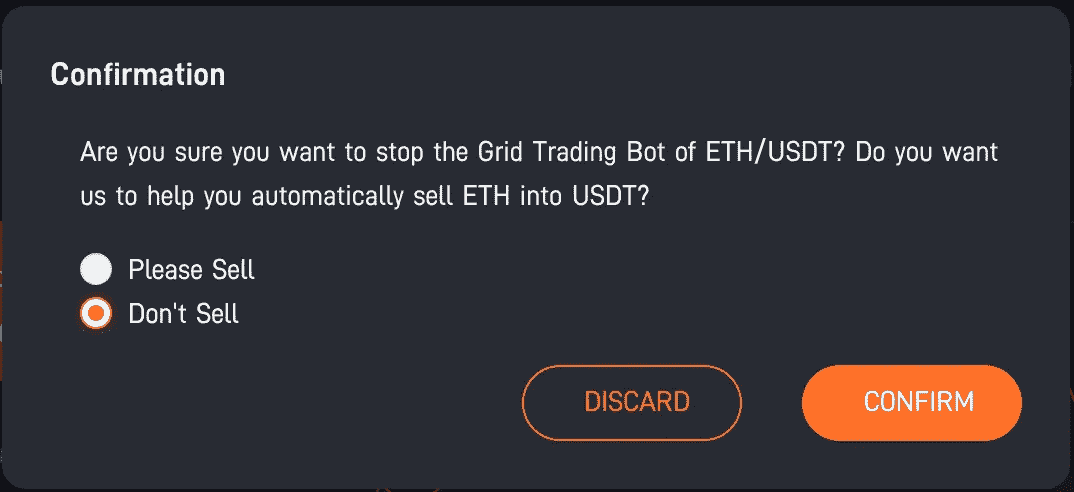 Confirmation
Are you sure you want to stop the Grid Trading Bot of ETH/USDT? Do you want
us to help you automatically sell ETH into USDT?
Please Sell
Don't Sell
DISCARD
CONFIRM